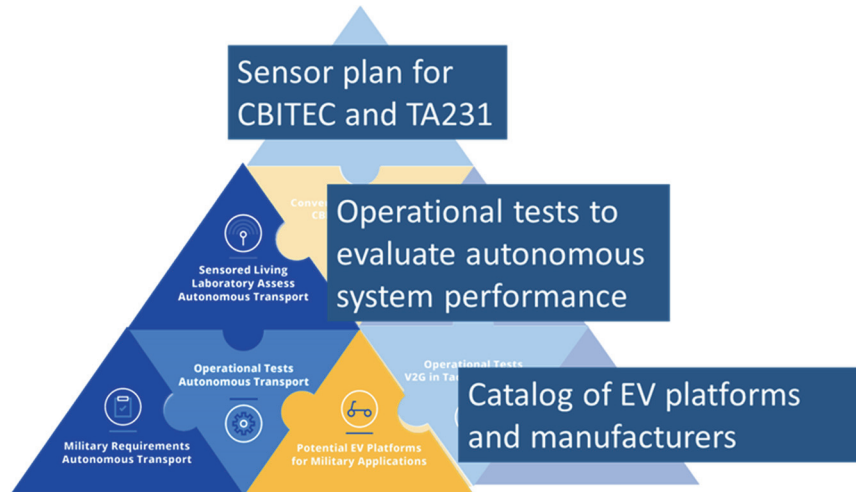 Sensor plan for
CBITEC and TA231
Operational tests to
evaluate autonomous
system performance
Sensored Living
Laboratory Assess
Autonomous Transport
Operational Tests
Autonomous Transport
Operational Tests
V2G in
Catalog of EV platforms
and manufacturers
Military Requirements
Autonomous Transport
Potential EV Platforms
for Military Applications